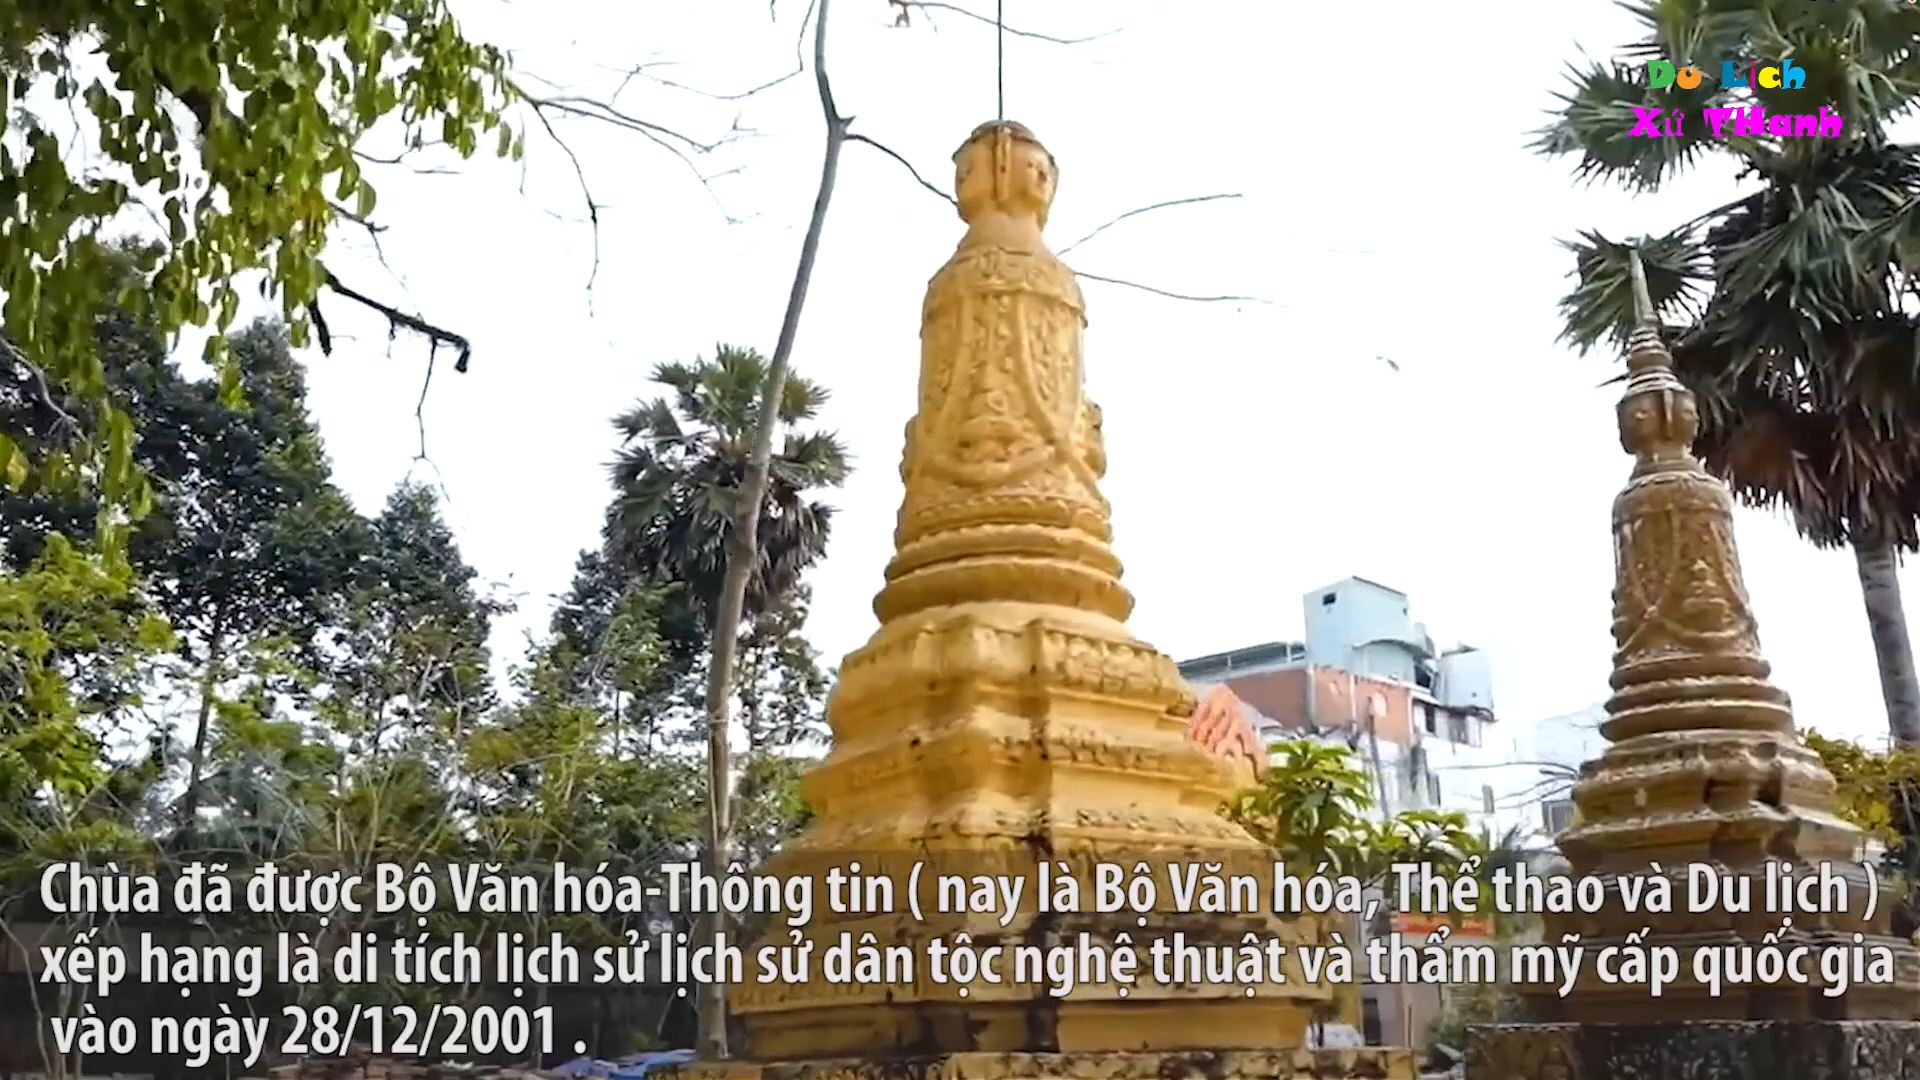 Du Lịch
Xứ THanh
Chùa đã được Bộ Văn hóa-Thông tin ( nay là Bộ Văn hóa, Thể thao và Du lịch )
xếp hạng là di tích lịch sử lịch sử dân tộc nghệ thuật và thẩm mỹ cấp quốc gia
vào ngày 28/12/2001 .